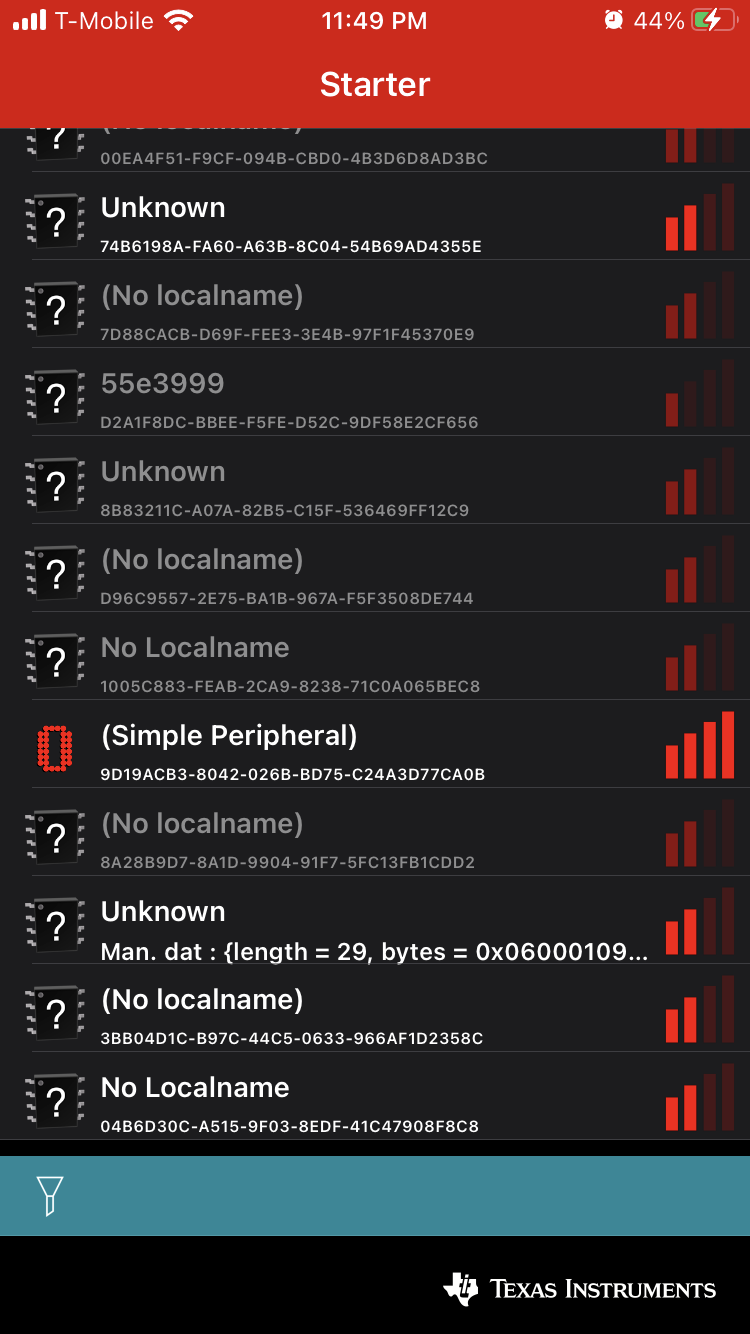 T-Mobile 11:49 PM 44%
Starter
(No localname)
00EA4F51-F9CF-094B-CBD0-4B3D6D8AD3BC
Unknown
74B6198A-FA60-A63B-8C04-54B69AD4355E
(No localname)
7D88CACB-D69F-FEE3-3E4B-97F1F45370E9
55e3999
D2A1F8DC-BBEE-F5FE-D52C-9DF58E2CF656
Unknown
8B83211C-A07A-82B5-C15F-536469FF12C9
(No localname)
D96C9557-2E75-BA1B-967A-F5F3508DE744
No Localname
1005C883-FEAB-2CA9-8238-71C0A065BEC8
(Simple Peripheral)
9D19ACB3-8042-026B-BD75-C24A3D77CA0B
(No localname)
8A28B9D7-8A1D-9904-91F7-5FC13FB1CDD2
Unknown
Man. dat : {length = 29, bytes = 0x06000109...
(No localname)
3BB04D1C-B97C-44C5-0633-966AF1D2358C
No Localname
04B6D30C-A515-9F03-8EDF-41C47908F8C8
TEXAS INSTRUMENTS